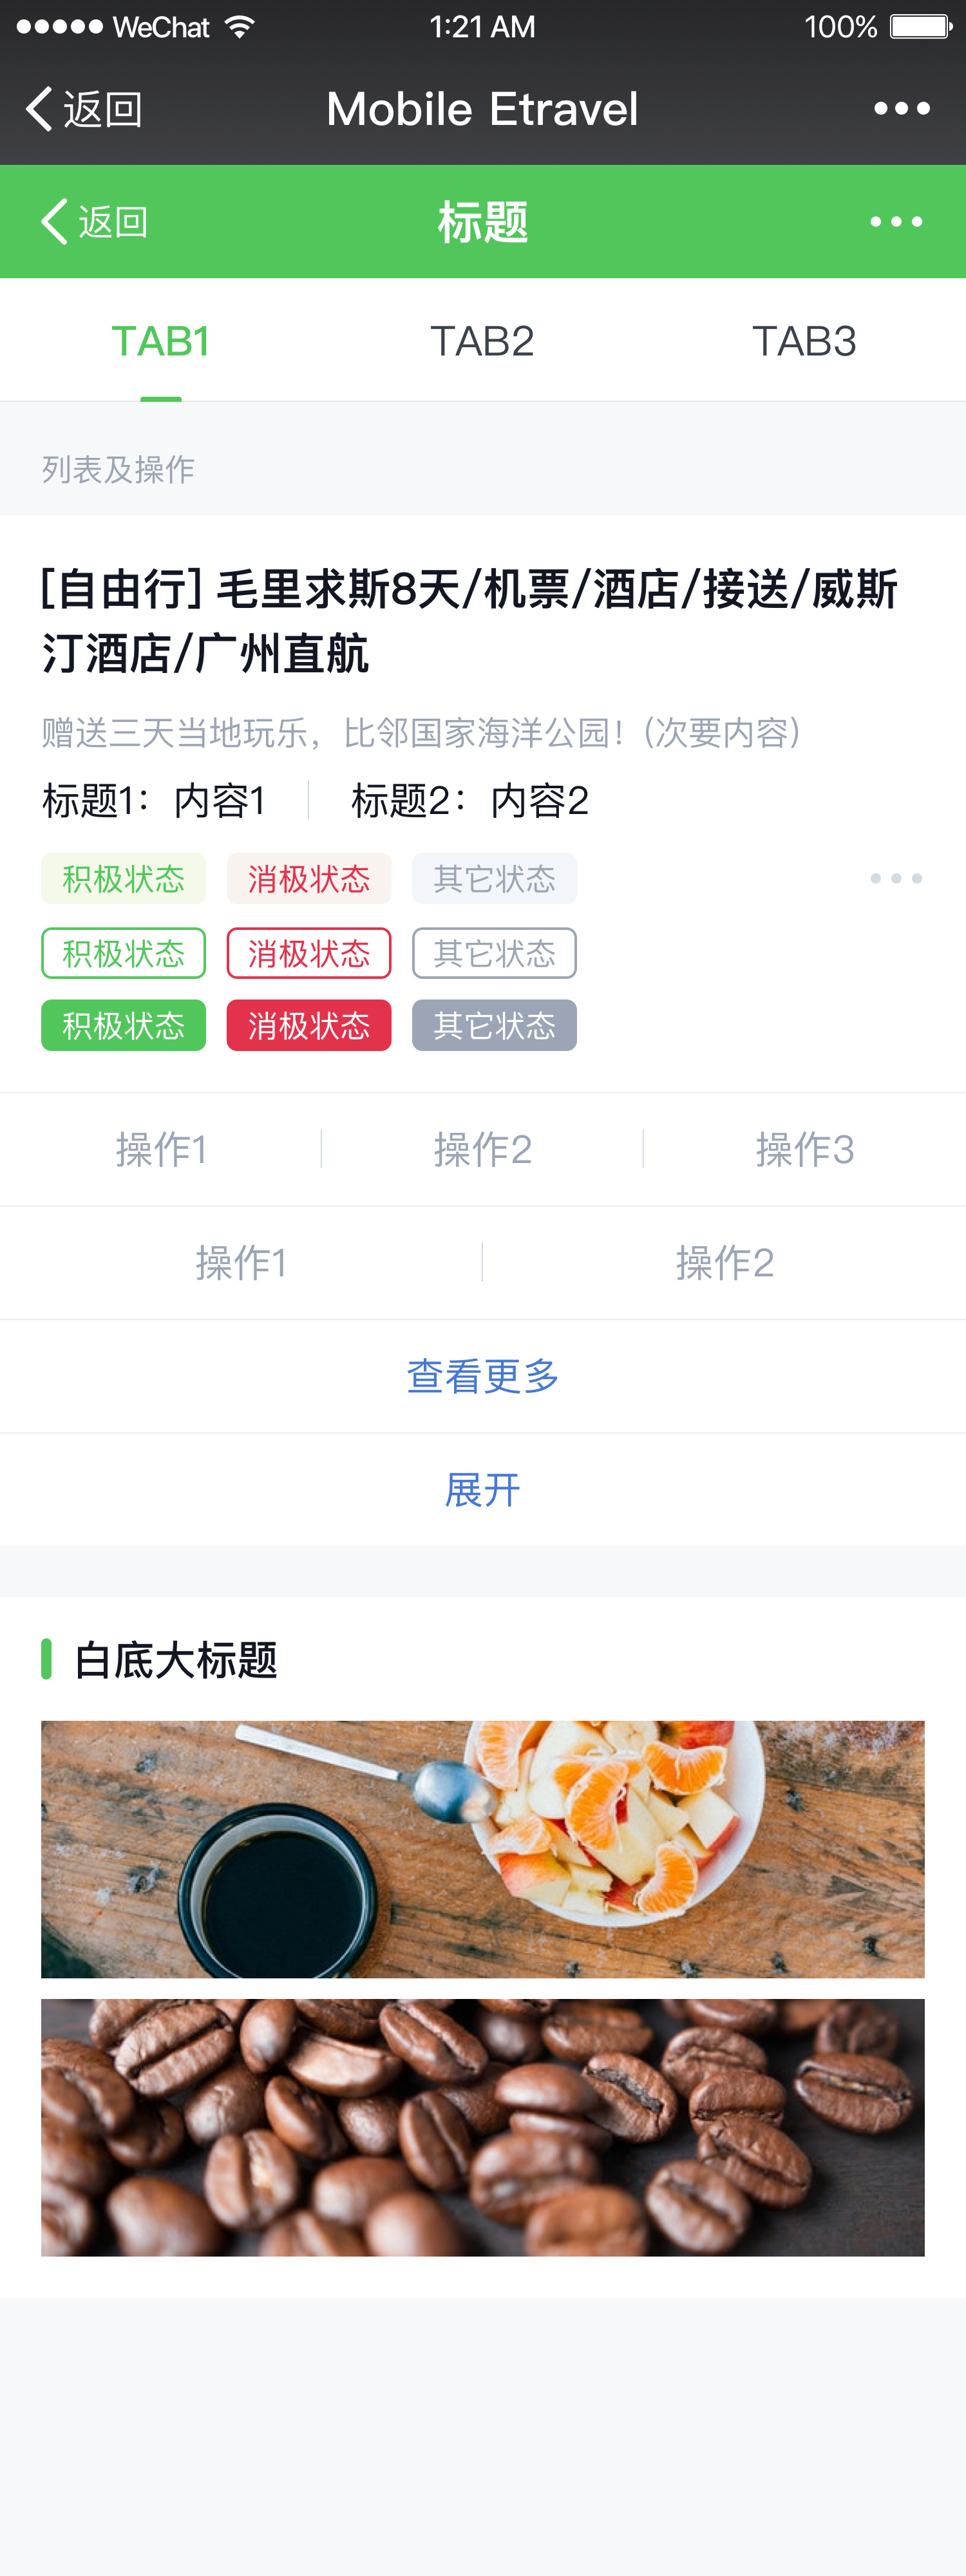 WeChat 1:21 AM 100%
返回 Mobile Etravel
返回 标题
TAB1 TAB2 TAB3
列表及操作
[自由行] 毛里求斯8天/机票/酒店/接送/威斯
汀酒店/广州直航
赠送三天当地玩乐，比邻国家海洋公园！(次要内容)
标题1：内容1 标题2：内容2
积极状态 消极状态 其它状态
积极状态 消极状态 其它状态
积极状态 消极状态 其它状态
操作1 操作2 操作3
操作1 操作2
查看更多
展开
白底大标题